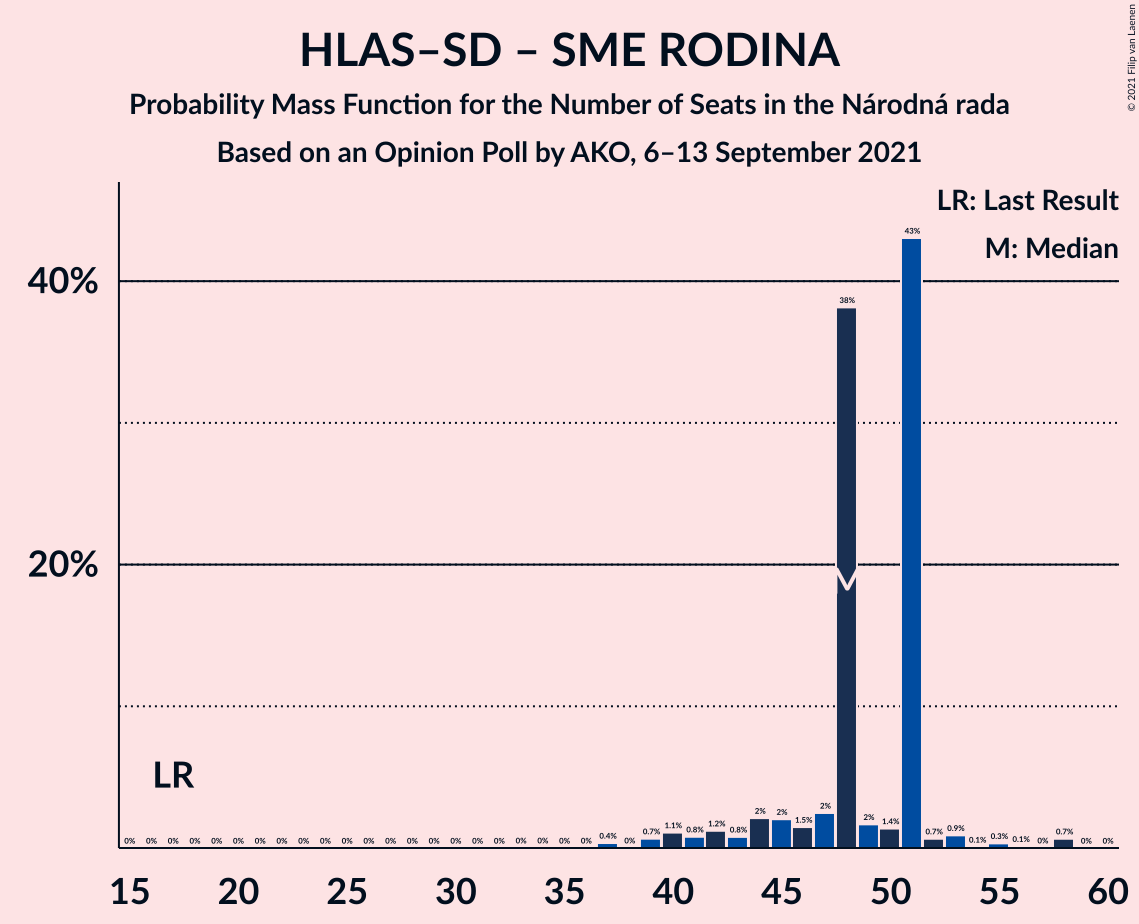 HLAS–SD – SME RODINA
Probability Mass Function for the Number of Seats in the Národná rada
Based on an Opinion Poll by AKO, 6–13 September 2021
© 2021 Filip van Laenen
LR: Last Result
M: Median
40%
20%
LR
0% 0% 0% 0% 0% 0% 0% 0% 0% 0% 0% 0% 0% 0% 0% 0% 0% 0% 0% 0% 0% 0% 0.4% 0% 0.7% 1.1% 0.8% 1.2% 0.8% 2% 2% 1.5% 2% 38% 2% 1.4% 43% 0.7% 0.9% 0.1% 0.3% 0.1% 0% 0.7% 0% 0%
15 20 25 30 35 40 45 50 55 60